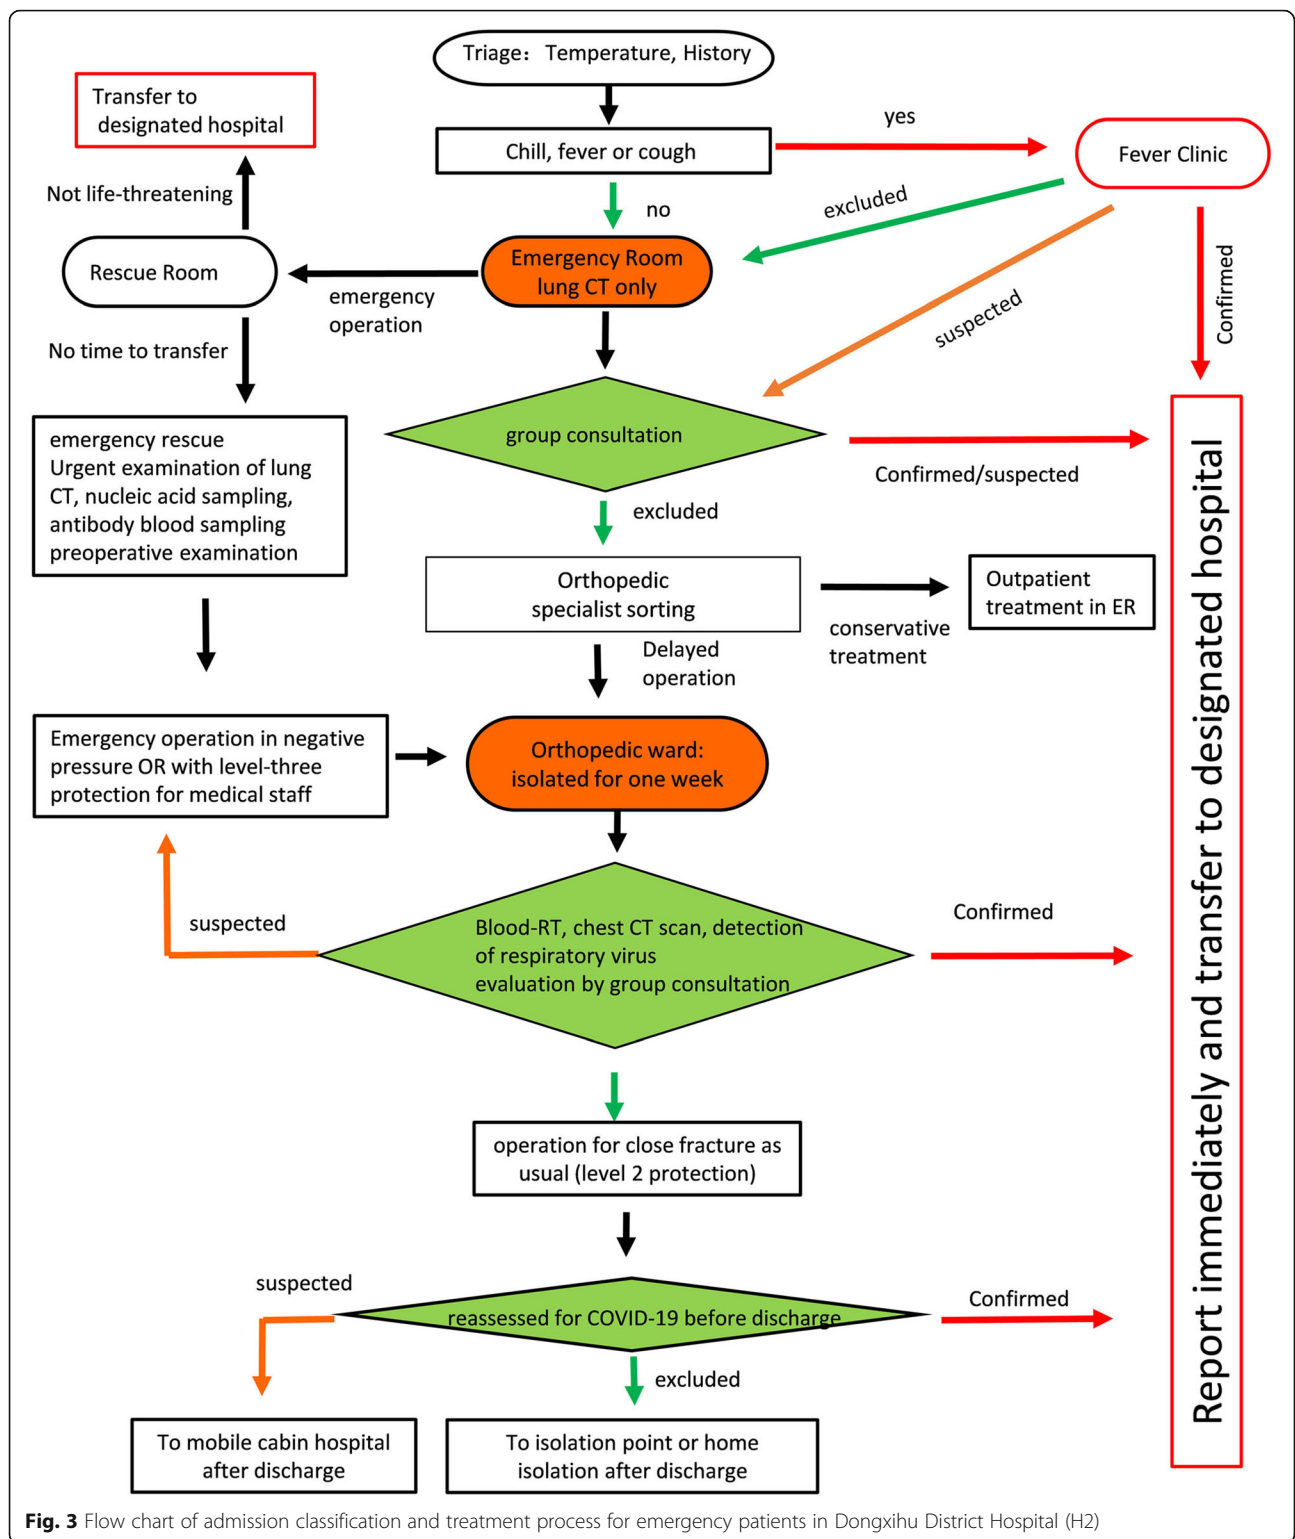 Triage： Temperature, History
Transfer to
designated hospital
yes
Chill, fever or cough
Fever Clinic
Not life-threatening
no
excluded
Rescue Room
Emergency Room
lung CT only
emergency
operation
suspected
Confirmed
No time to transfer
emergency rescue
Urgent examination of lung
CT, nucleic acid sampling,
antibody blood sampling
preoperative examination
group consultation
Confirmed/suspected
excluded
Orthopedic
specialist sorting
Outpatient
treatment in ER
conservative
treatment
Delayed
operation
Report immediately and transfer to designated hospital
Emergency operation in negative
pressure OR with level-three
protection for medical staff
Orthopedic ward:
isolated for one week
suspected
Blood-RT, chest CT scan, detection
of respiratory virus
evaluation by group consultation
Confirmed
operation for close fracture as
usual (level 2 protection)
suspected
reassessed for COVID-19 before discharge
Confirmed
excluded
To mobile cabin hospital
after discharge
To isolation point or home
isolation after discharge
Fig. 3 Flow chart of admission classification and treatment process for emergency patients in Dongxihu District Hospital (H2)